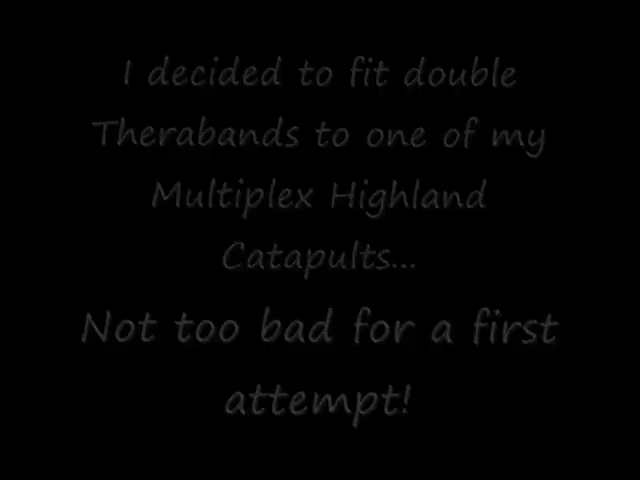 I decided to fit double
Therabands to one of my
Multiplex Highland
Catapults...
Not too bad for a first
attempt!